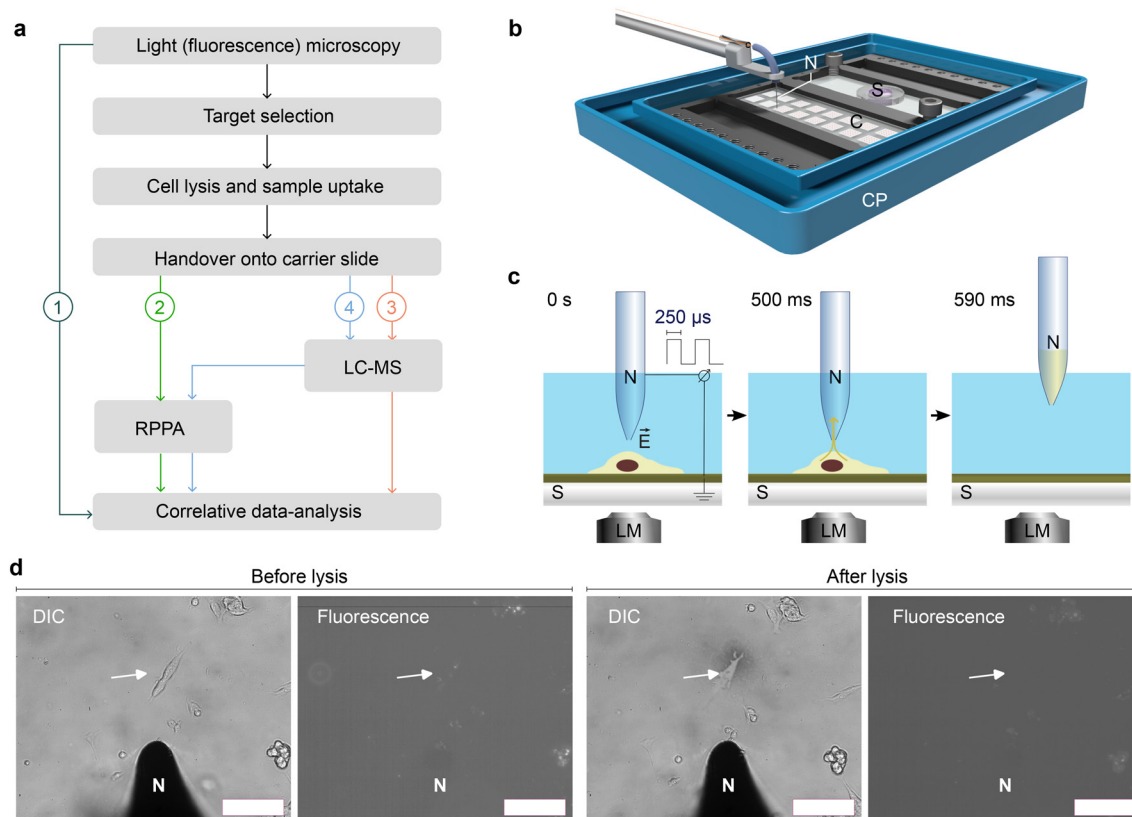 a
Light (fluorescence) microscopy
Target selection
Cell lysis and sample uptake
Handover onto carrier slide
1
2
4
3
LC-MS
RPPA
Correlative data-analysis
b
N
S
C
CP
c
0 s
250 µs
N
E
S
LM
500 ms
N
S
LM
590 ms
N
S
LM
d
Before lysis
After lysis
DIC
N
Fluorescence
N
DIC
N
Fluorescence
N